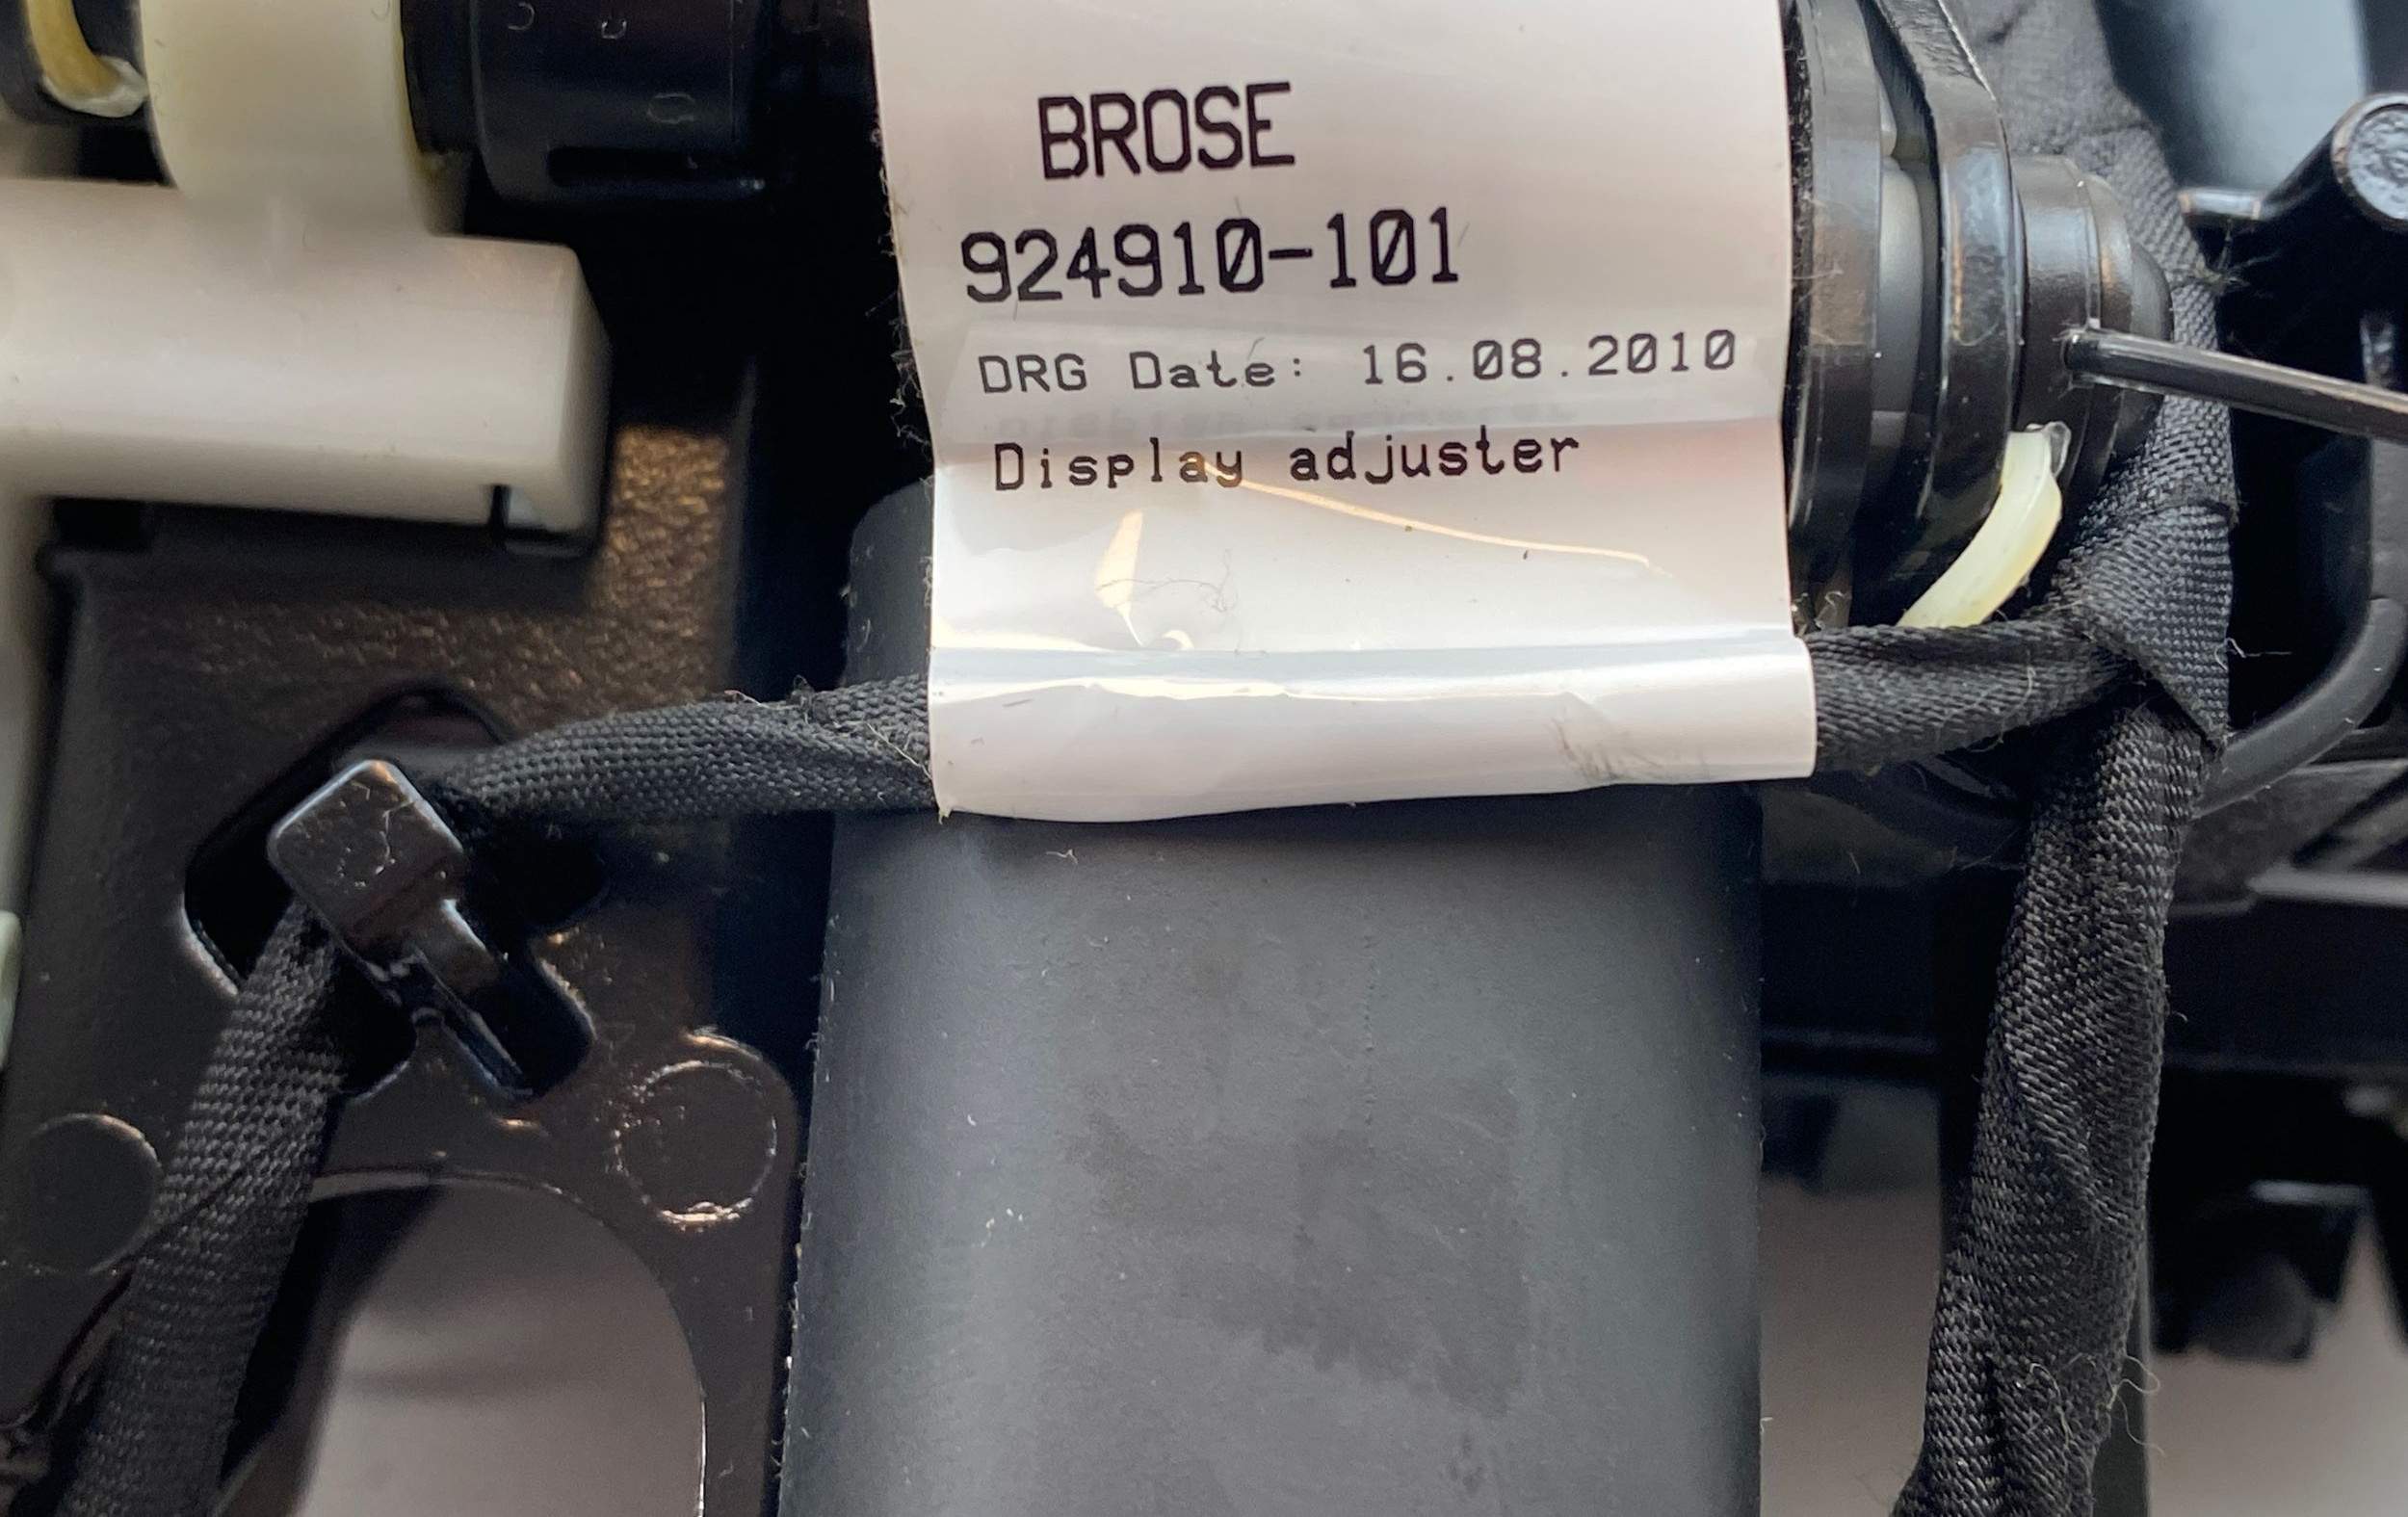 BROSE
924910-101
DRG Date: 16.08.2010
Display adjuster